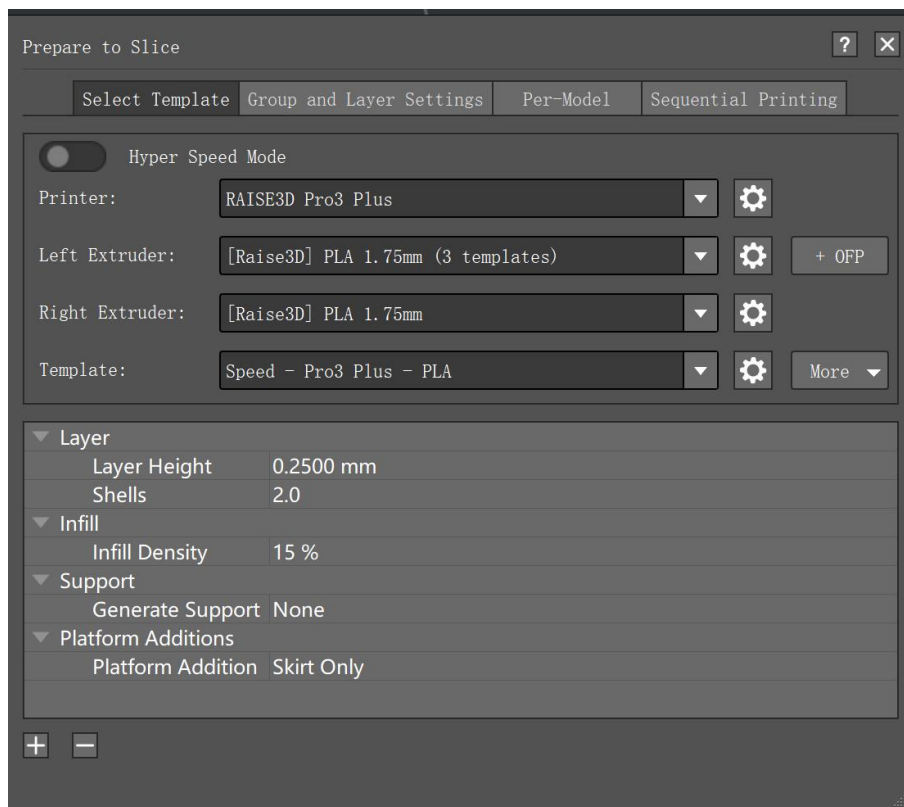 Prepare to Slice ?
Select Template Group and Layer Settings Per-Model Sequential Printing
Hyper Speed Mode
Printer: RAISE3D Pro3 Plus
Left Extruder: [Raise3D] PLA 1.75mm (3 templates) + OFP
Right Extruder: [Raise3D] PLA 1.75mm
Template: Speed - Pro3 Plus - PLA More
Layer
Layer Height 0.2500 mm
Shells 2.0
Infill
Infill Density 15 %
Support
Generate Support None
Platform Additions
Platform Addition Skirt Only